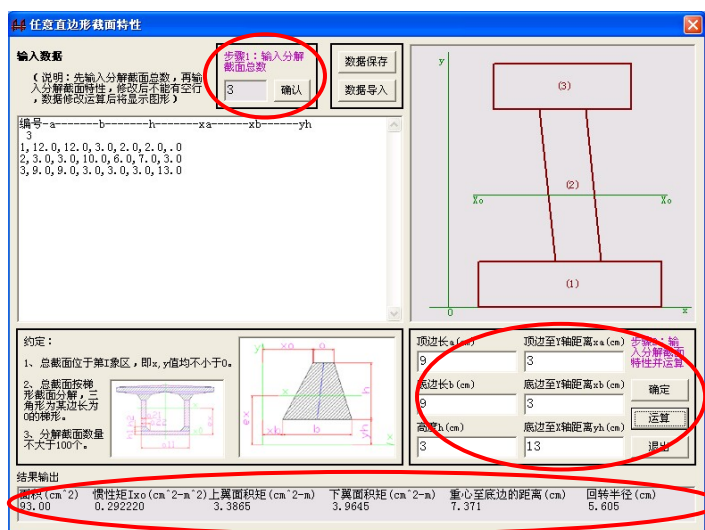 任意直边形截面特性
输入数据
(说明：先输入分解截面总数，再输
入分解截面特性，修改后不能有空行
，数据修改运算后将显示图形)
步骤1：输入分解
截面总数
3 确认
数据保存
数据导入
编号-a-------b-------h-------xa-------xb------yh
3
1,12.0,12.0,3.0,2.0,2.0,.0
2,3.0,3.0,10.0,6.0,7.0,3.0
3,9.0,9.0,3.0,3.0,3.0,13.0
y
(3)
(2)
Xo Xo
(1)
0 x
约定：
1、总截面位于第I象区，即x,y值均不小于0。
2、总截面按梯
形截面分解，三
角形为某边长为
0的梯形。
3、分解截面数量
不大于100个。
y xa a
x h
ex
xb b yh
x
顶边长a(cm) 顶边至Y轴距离xa(cm)
9 3
底边长b(cm) 底边至Y轴距离xb(cm)
9 3
高度h(cm) 底边至X轴距离yh(cm)
3 13
步骤2：输
入分解截面
特性并运算
确定
运算
退出
结果输出
面积(cm^2) 惯性矩Ixo(cm^2-m^2) 上翼面积矩(cm^2-m) 下翼面积矩(cm^2-m) 重心至底边的距离(cm) 回转半径(cm)
93.00 0.292220 3.3865 3.9645 7.371 5.605